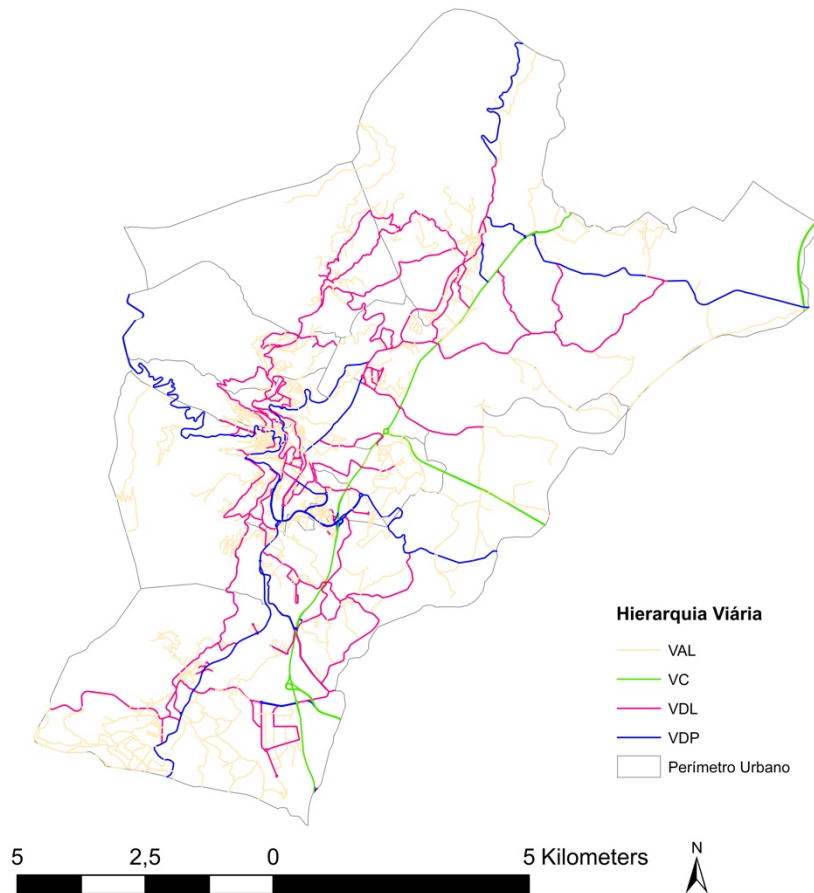 Hierarquia Viária
VAL
VC
VDL
VDP
Perímetro Urbano
5 2,5 0 5 Kilometers
N